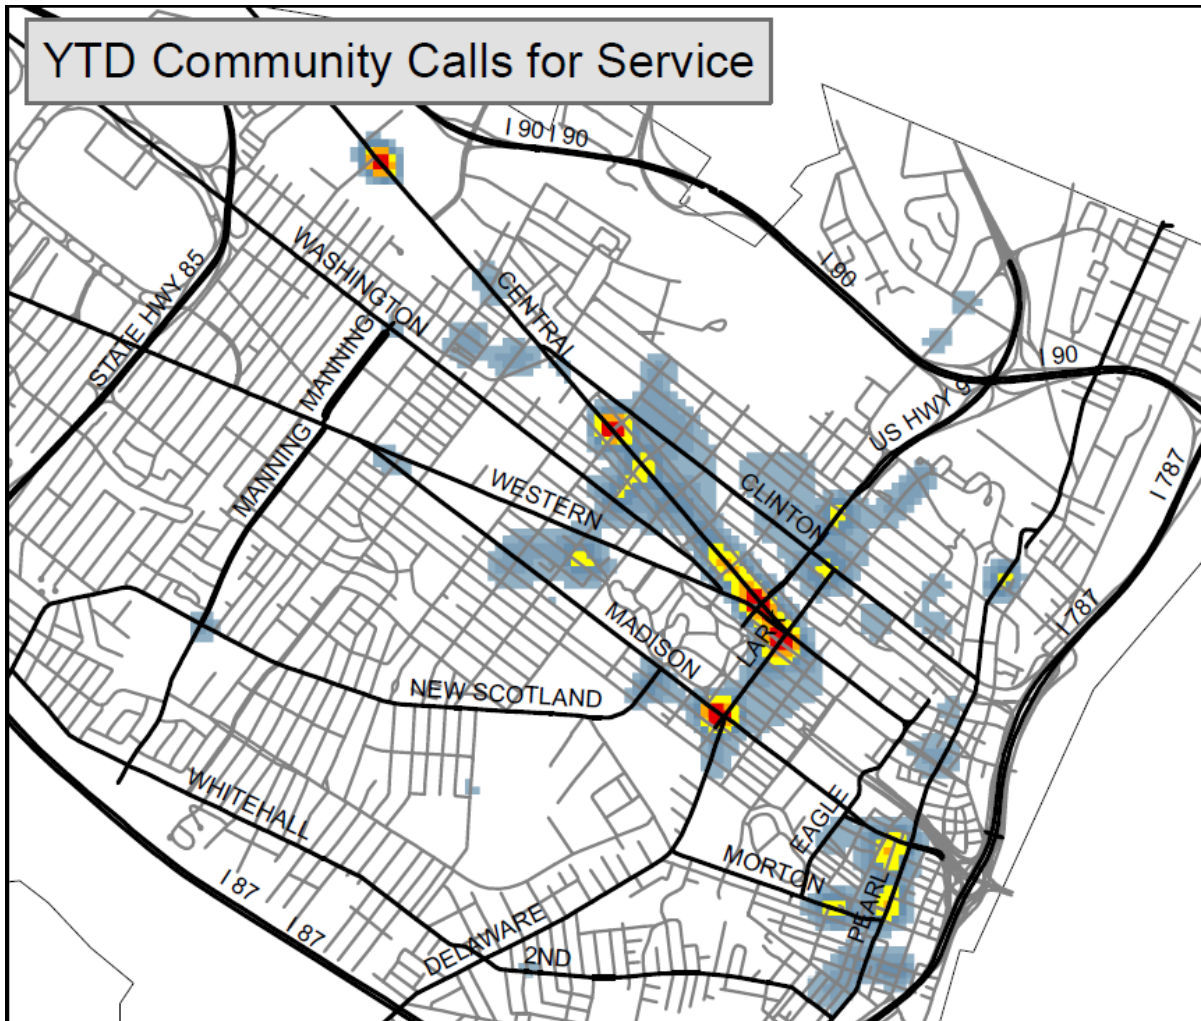 YTD Community Calls for Service
I 90 I 90
WASHINGTON
CENTRAL
I 90
STATE HWY 85
MANNING
I 90
US HWY 9
MANNING
WESTERN
CLINTON
I 787
I 787
MADISON
LAR
NEW SCOTLAND
WHITEHALL
EAGLE
MORTON
PEARL
I 87
I 87
DELAWARE
2ND